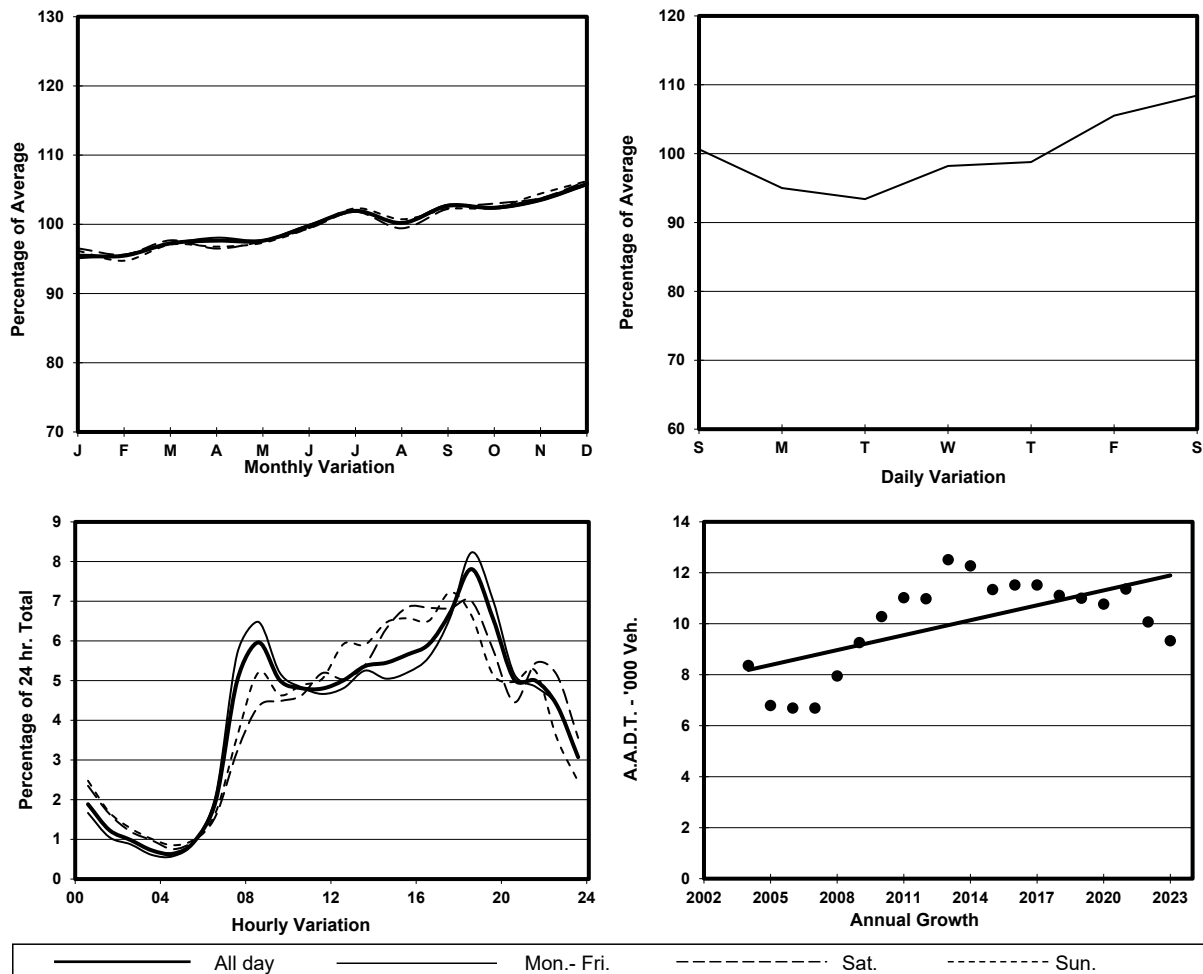 130
120
110
100
90
80
70
Percentage of Average
J F M A M J J A S O N D
Monthly Variation
120
110
100
90
80
70
60
Percentage of Average
S M T W T F S
Daily Variation
9
8
7
6
5
4
3
2
1
0
Percentage of 24 hr. Total
00 04 08 12 16 20 24
Hourly Variation
14
12
10
8
6
4
2
0
A.A.D.T. - '000 Veh.
2002 2005 2008 2011 2014 2017 2020 2023
Annual Growth
All day Mon.- Fri. Sat. Sun.